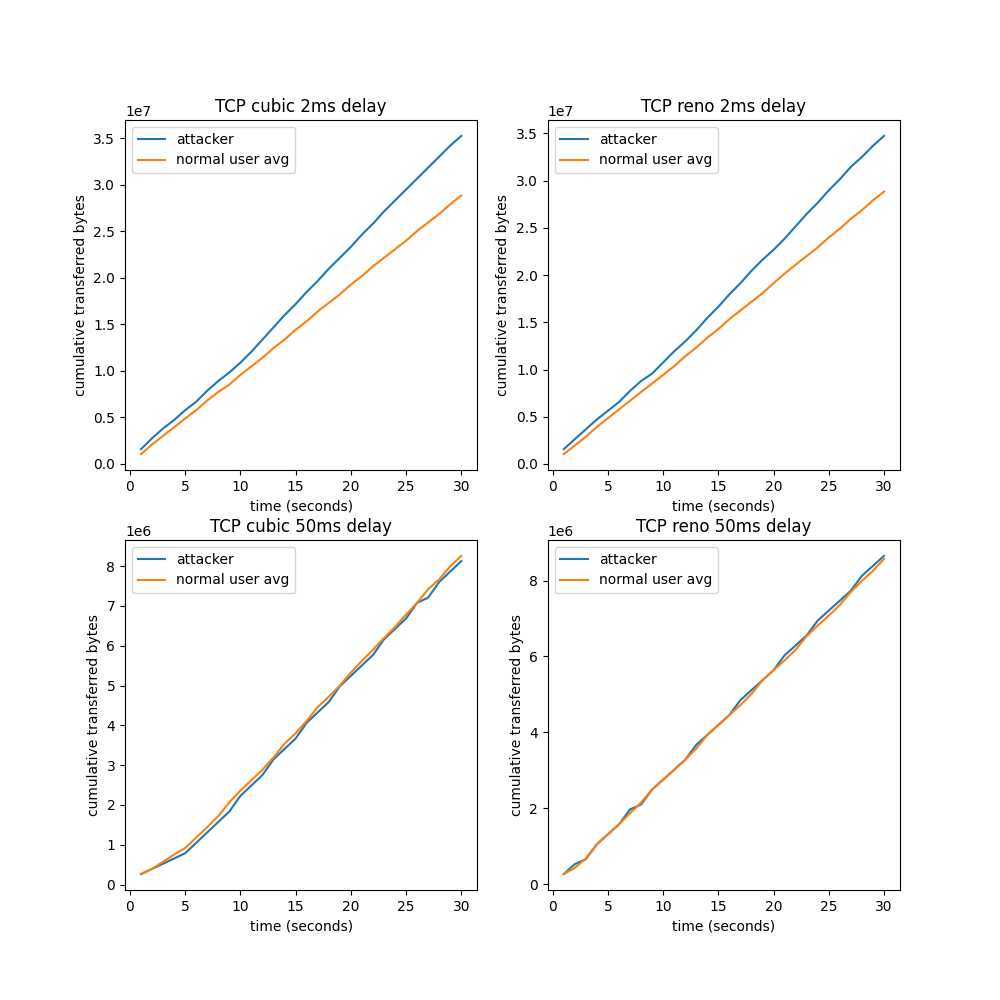 TCP cubic 2ms delay
1e7
attacker
normal user avg
cumulative transferred bytes
3.5
3.0
2.5
2.0
1.5
1.0
0.5
0.0
0 5 10 15 20 25 30
time (seconds)
TCP reno 2ms delay
1e7
attacker
normal user avg
cumulative transferred bytes
3.5
3.0
2.5
2.0
1.5
1.0
0.5
0.0
0 5 10 15 20 25 30
time (seconds)
TCP cubic 50ms delay
1e6
attacker
normal user avg
cumulative transferred bytes
8
7
6
5
4
3
2
1
0
0 5 10 15 20 25 30
time (seconds)
TCP reno 50ms delay
1e6
attacker
normal user avg
cumulative transferred bytes
8
6
4
2
0
0 5 10 15 20 25 30
time (seconds)